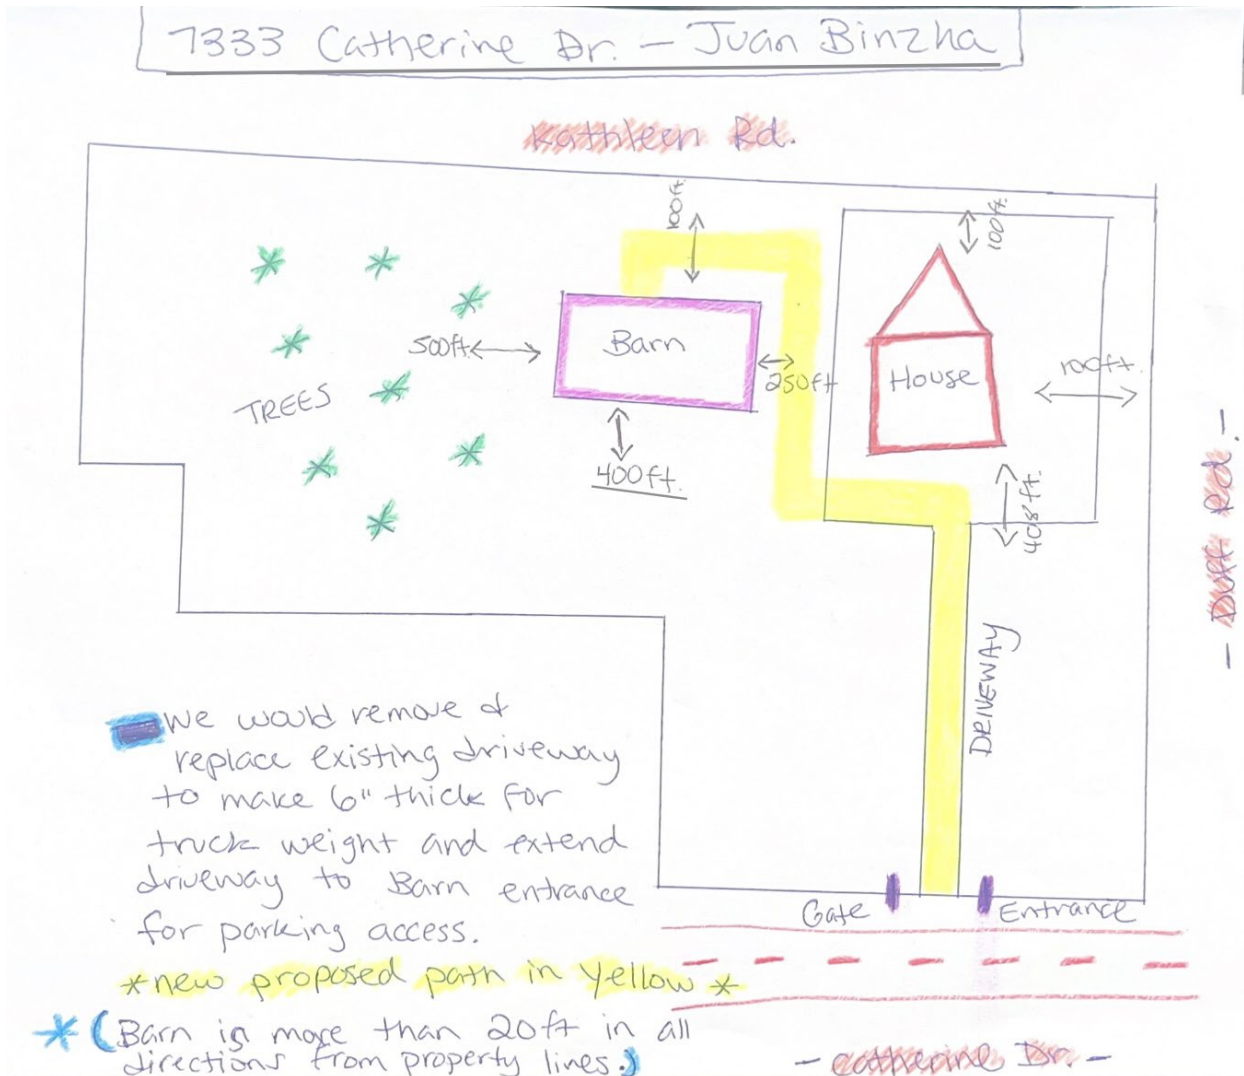 7333 Catherine Dr. – Juan Binzha
Kathleen Rd.
100ft.
100ft.
500ft.
Barn
250ft
House
100ft.
TREES
400ft.
408ft.
- Duff Rd. -
DRIVEWAY
We would remove &
replace existing driveway
to make 6" thick for
truck weight and extend
driveway to Barn entrance
for parking access.
Gate
Entrance
*new proposed path in yellow*
* (Barn is more than 20ft in all
directions from property lines.)
- Catherine Dr. -